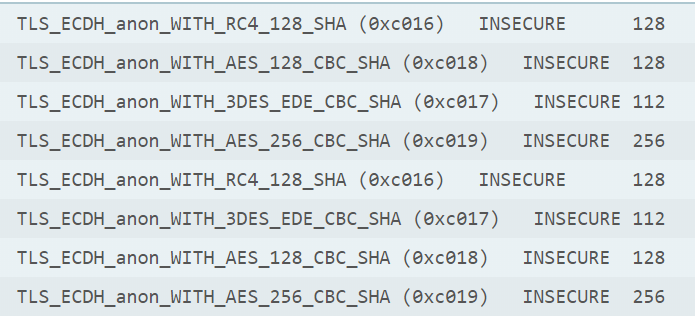 TLS_ECDH_anon_WITH_RC4_128_SHA (0xc016) INSECURE 128
TLS_ECDH_anon_WITH_AES_128_CBC_SHA (0xc018) INSECURE 128
TLS_ECDH_anon_WITH_3DES_EDE_CBC_SHA (0xc017) INSECURE 112
TLS_ECDH_anon_WITH_AES_256_CBC_SHA (0xc019) INSECURE 256
TLS_ECDH_anon_WITH_RC4_128_SHA (0xc016) INSECURE 128
TLS_ECDH_anon_WITH_3DES_EDE_CBC_SHA (0xc017) INSECURE 112
TLS_ECDH_anon_WITH_AES_128_CBC_SHA (0xc018) INSECURE 128
TLS_ECDH_anon_WITH_AES_256_CBC_SHA (0xc019) INSECURE 256